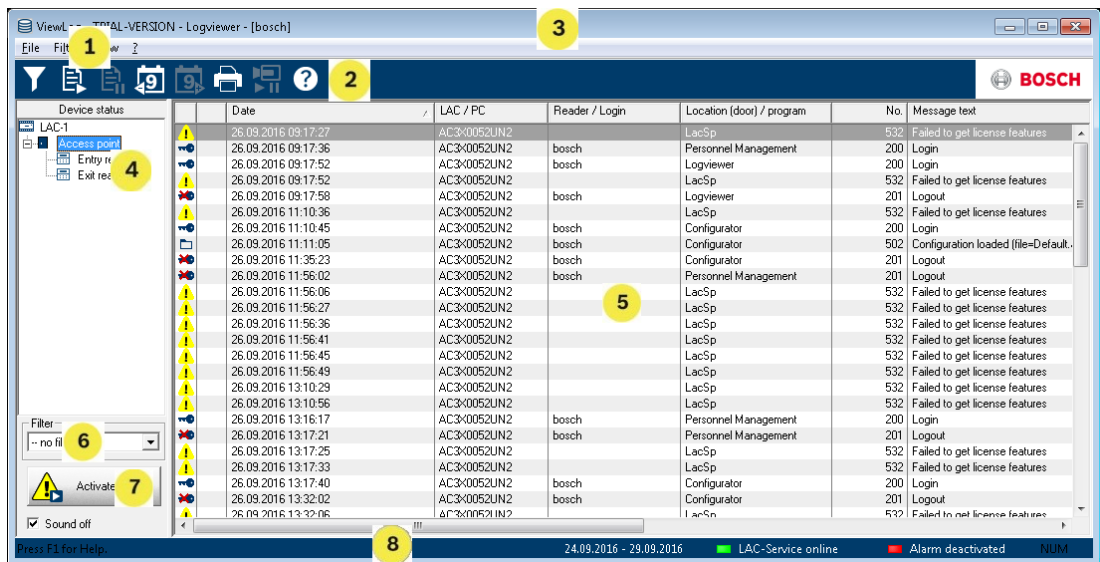 ViewL TRIAL-VERSION - Logviewer - [bosch]
3
File Filt 1 w ?
9 9 ? 2 BOSCH
Device status Date LAC / PC Reader / Login Location (door) / program No. Message text
LAC-1
Access point
Entry re
Exit rea
4
26.09.2016 09:17:27 AC3X0052UN2 LacSp 532 Failed to get license features
26.09.2016 09:17:36 AC3X0052UN2 bosch Personnel Management 200 Login
26.09.2016 09:17:52 AC3X0052UN2 bosch Logviewer 200 Login
26.09.2016 09:17:52 AC3X0052UN2 LacSp 532 Failed to get license features
26.09.2016 09:17:58 AC3X0052UN2 bosch Logviewer 201 Logout
26.09.2016 11:10:36 AC3X0052UN2 LacSp 532 Failed to get license features
26.09.2016 11:10:45 AC3X0052UN2 bosch Configurator 200 Login
26.09.2016 11:11:05 AC3X0052UN2 bosch Configurator 502 Configuration loaded (file=Default.
26.09.2016 11:35:23 AC3X0052UN2 bosch Configurator 201 Logout
26.09.2016 11:56:02 AC3X0052UN2 bosch Personnel Management 201 Logout
26.09.2016 11:56:06 AC3X0052UN2 LacSp 532 Failed to get license features
26.09.2016 11:56:27 AC3X0052UN2 5 LacSp 532 Failed to get license features
26.09.2016 11:56:36 AC3X0052UN2 LacSp 532 Failed to get license features
26.09.2016 11:56:41 AC3X0052UN2 LacSp 532 Failed to get license features
26.09.2016 11:56:45 AC3X0052UN2 LacSp 532 Failed to get license features
26.09.2016 11:56:49 AC3X0052UN2 LacSp 532 Failed to get license features
26.09.2016 13:10:29 AC3X0052UN2 LacSp 532 Failed to get license features
26.09.2016 13:10:56 AC3X0052UN2 LacSp 532 Failed to get license features
26.09.2016 13:16:17 AC3X0052UN2 bosch Personnel Management 200 Login
26.09.2016 13:17:21 AC3X0052UN2 bosch Personnel Management 201 Logout
26.09.2016 13:17:25 AC3X0052UN2 LacSp 532 Failed to get license features
26.09.2016 13:17:33 AC3X0052UN2 LacSp 532 Failed to get license features
26.09.2016 13:17:40 AC3X0052UN2 bosch Configurator 200 Login
26.09.2016 13:32:02 AC3X0052UN2 bosch Configurator 201 Logout
26.09.2016 13:32:06 AC3X0052UN2 LacSp 532 Failed to get license features
Filter
-- no fil 6
Activate 7
Sound off
Press F1 for Help. 8 24.09.2016 - 29.09.2016 LAC-Service online Alarm deactivated NUM